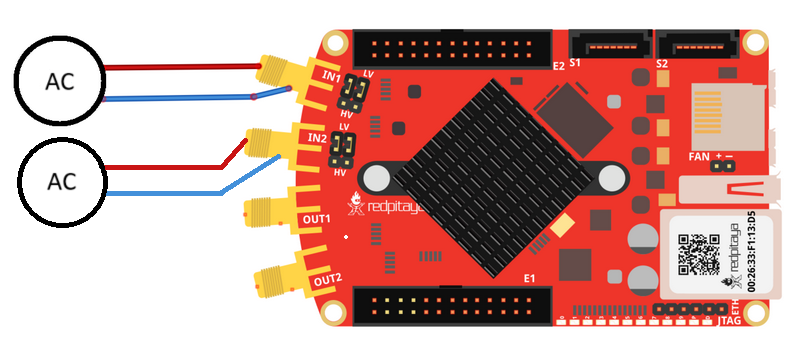 AC
AC
IN1
LV
HV
IN2
LV
HV
OUT1
OUT2
E2
S1
S2
FAN + −
redpitaya
E1
redpitaya
00:26:33:F1:13:D5
ETH
JTAG